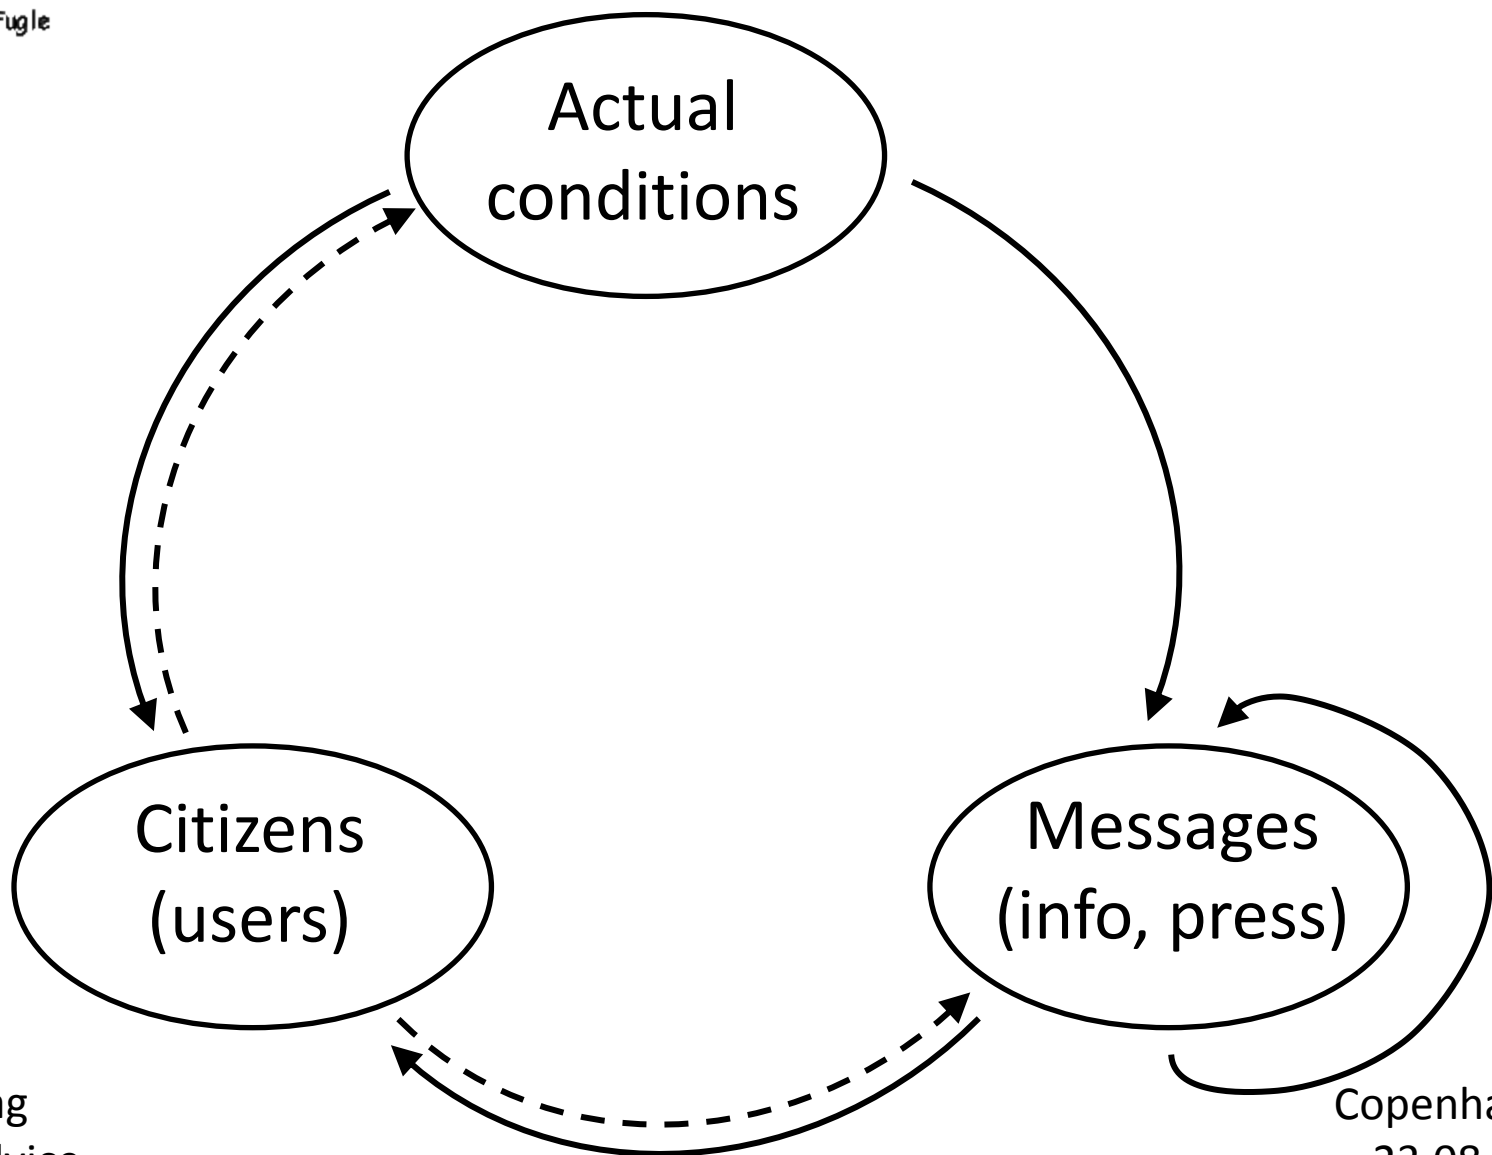 Fugle
Actual
conditions
Citizens
(users)
Messages
(info, press)